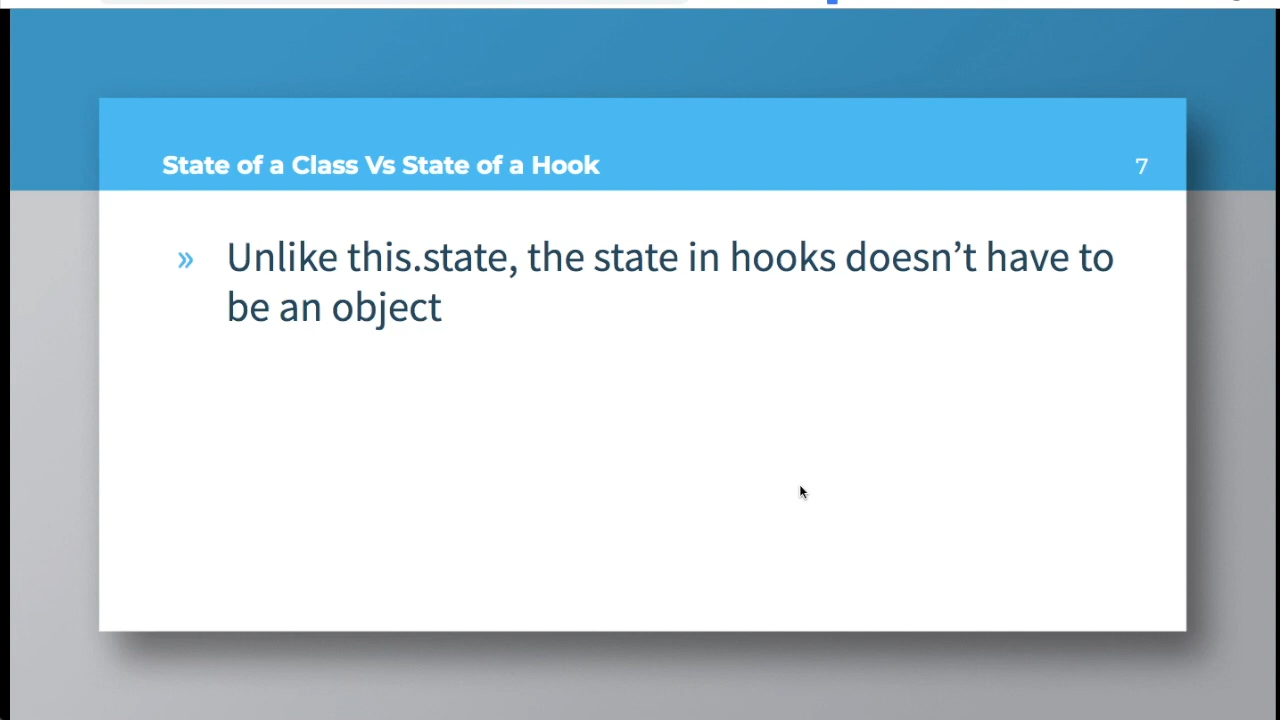 State of a Class Vs State of a Hook
7
» Unlike this.state, the state in hooks doesn’t have to
be an object